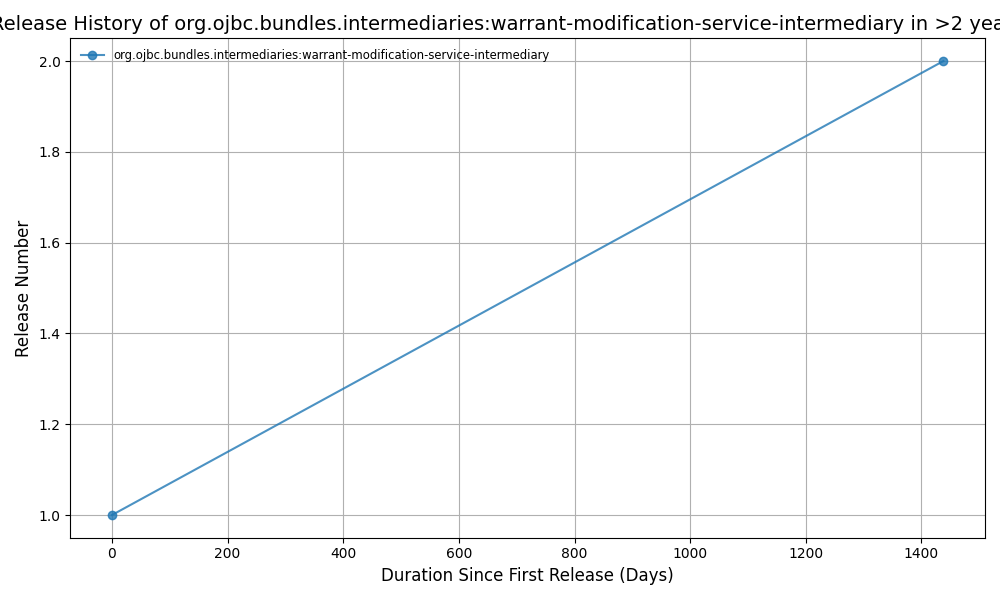 Release History of org.ojbc.bundles.intermediaries:warrant-modification-service-intermediary in >2 yea
org.ojbc.bundles.intermediaries:warrant-modification-service-intermediary
Release Number
2.0
1.8
1.6
1.4
1.2
1.0
0 200 400 600 800 1000 1200 1400
Duration Since First Release (Days)